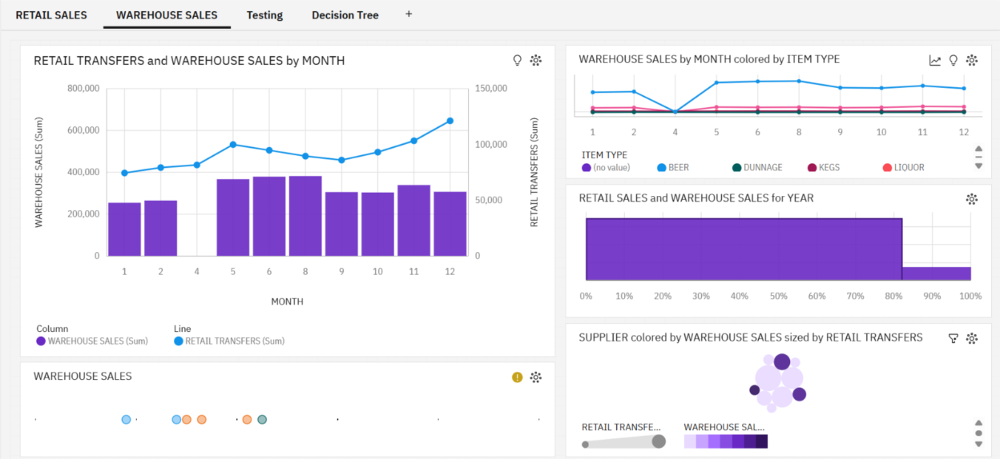 RETAIL SALES WAREHOUSE SALES Testing Decision Tree +
RETAIL TRANSFERS and WAREHOUSE SALES by MONTH
800,000
600,000
400,000
200,000
0
WAREHOUSE SALES (Sum)
150,000
100,000
50,000
0
RETAIL TRANSFERS (Sum)
1 2 4 5 6 8 9 10 11 12
MONTH
Column
WAREHOUSE SALES (Sum)
Line
RETAIL TRANSFERS (Sum)
WAREHOUSE SALES
!
WAREHOUSE SALES by MONTH colored by ITEM TYPE
1 2 4 5 6 8 9 10 11 12
ITEM TYPE
(no value) BEER DUNNAGE KEGS LIQUOR
RETAIL SALES and WAREHOUSE SALES for YEAR
0% 10% 20% 30% 40% 50% 60% 70% 80% 90% 100%
SUPPLIER colored by WAREHOUSE SALES sized by RETAIL TRANSFERS
RETAIL TRANSFE... WAREHOUSE SAL...